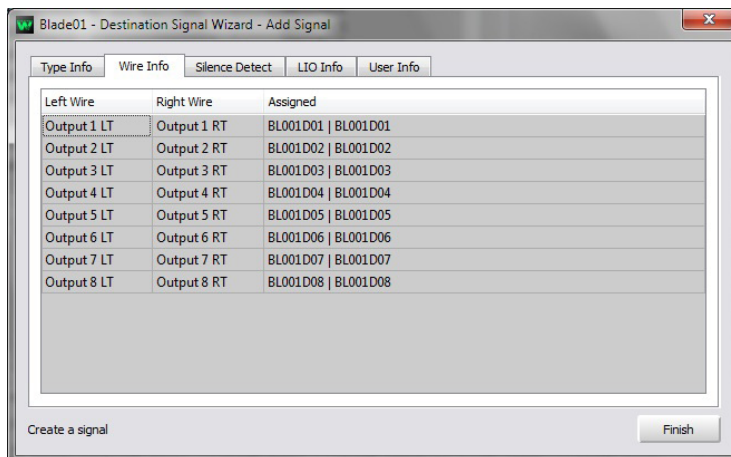 Blade01 - Destination Signal Wizard - Add Signal
Type Info Wire Info Silence Detect LIO Info User Info
Left Wire Right Wire Assigned
Output 1 LT Output 1 RT BL001D01 | BL001D01
Output 2 LT Output 2 RT BL001D02 | BL001D02
Output 3 LT Output 3 RT BL001D03 | BL001D03
Output 4 LT Output 4 RT BL001D04 | BL001D04
Output 5 LT Output 5 RT BL001D05 | BL001D05
Output 6 LT Output 6 RT BL001D06 | BL001D06
Output 7 LT Output 7 RT BL001D07 | BL001D07
Output 8 LT Output 8 RT BL001D08 | BL001D08
Create a signal Finish